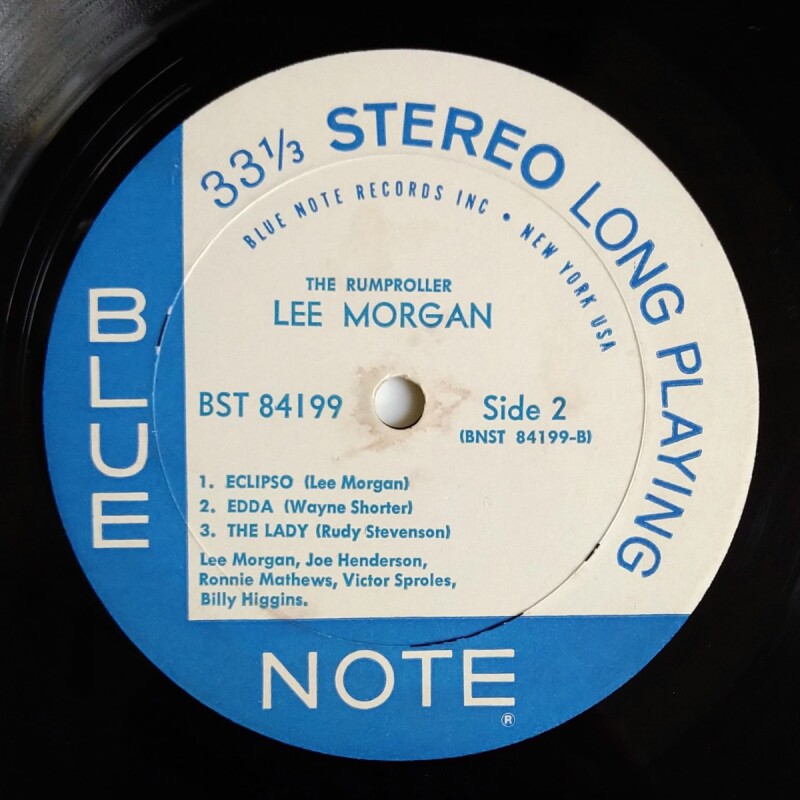 33⅓ STEREO LONG PLAYING
BLUE NOTE RECORDS INC • NEW YORK USA
THE RUMPROLLER
LEE MORGAN
BST 84199
Side 2
(BNST 84199-B)
1. ECLIPSO (Lee Morgan)
2. EDDA (Wayne Shorter)
3. THE LADY (Rudy Stevenson)
Lee Morgan, Joe Henderson,
Ronnie Mathews, Victor Sproles,
Billy Higgins.
BLUE
NOTE
®